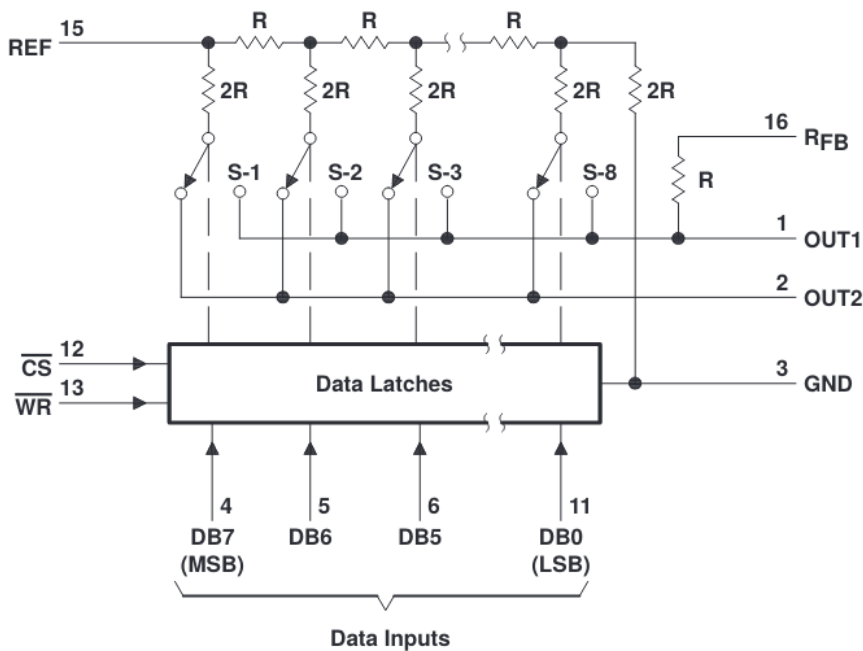 R R R
15
REF
2R 2R 2R 2R 2R
16
RFB
S-1 S-2 S-3 S-8
R
1
OUT1
2
OUT2
12
CS
Data Latches
3
GND
13
WR
4 5 6 11
DB7 DB6 DB5 DB0
(MSB) (LSB)
Data Inputs